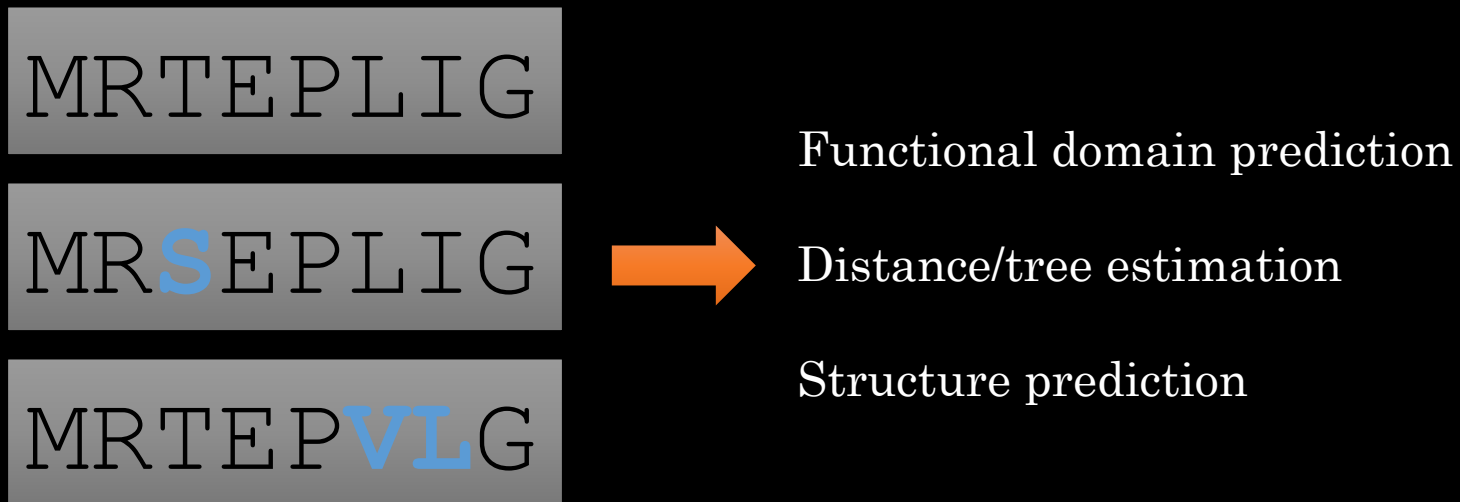 MRTEPLIG
MRSEPLIG
MRTEPVLG
Functional domain prediction
Distance/tree estimation
Structure prediction